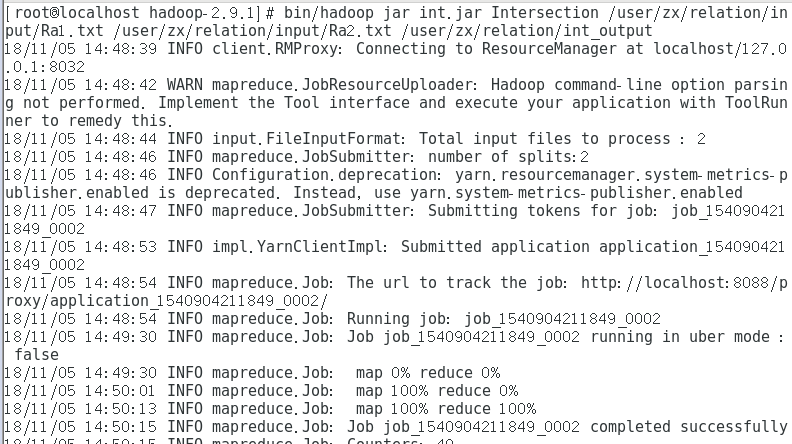 [root@localhost hadoop-2.9.1]# bin/hadoop jar int.jar Intersection /user/zx/relation/in
put/Ra1.txt /user/zx/relation/input/Ra2.txt /user/zx/relation/int_output
18/11/05 14:48:39 INFO client.RMProxy: Connecting to ResourceManager at localhost/127.0
.0.1:8032
18/11/05 14:48:42 WARN mapreduce.JobResourceUploader: Hadoop command-line option parsin
g not performed. Implement the Tool interface and execute your application with ToolRun
ner to remedy this.
18/11/05 14:48:44 INFO input.FileInputFormat: Total input files to process : 2
18/11/05 14:48:46 INFO mapreduce.JobSubmitter: number of splits:2
18/11/05 14:48:46 INFO Configuration.deprecation: yarn.resourcemanager.system-metrics-p
ublisher.enabled is deprecated. Instead, use yarn.system-metrics-publisher.enabled
18/11/05 14:48:47 INFO mapreduce.JobSubmitter: Submitting tokens for job: job_154090421
1849_0002
18/11/05 14:48:53 INFO impl.YarnClientImpl: Submitted application application_154090421
1849_0002
18/11/05 14:48:54 INFO mapreduce.Job: The url to track the job: http://localhost:8088/p
roxy/application_1540904211849_0002/
18/11/05 14:48:54 INFO mapreduce.Job: Running job: job_1540904211849_0002
18/11/05 14:49:30 INFO mapreduce.Job: Job job_1540904211849_0002 running in uber mode :
false
18/11/05 14:49:30 INFO mapreduce.Job:  map 0% reduce 0%
18/11/05 14:50:01 INFO mapreduce.Job:  map 100% reduce 0%
18/11/05 14:50:13 INFO mapreduce.Job:  map 100% reduce 100%
18/11/05 14:50:15 INFO mapreduce.Job: Job job_1540904211849_0002 completed successfully
18/11/05 14:50:15 INFO mapreduce.Job: Counters: